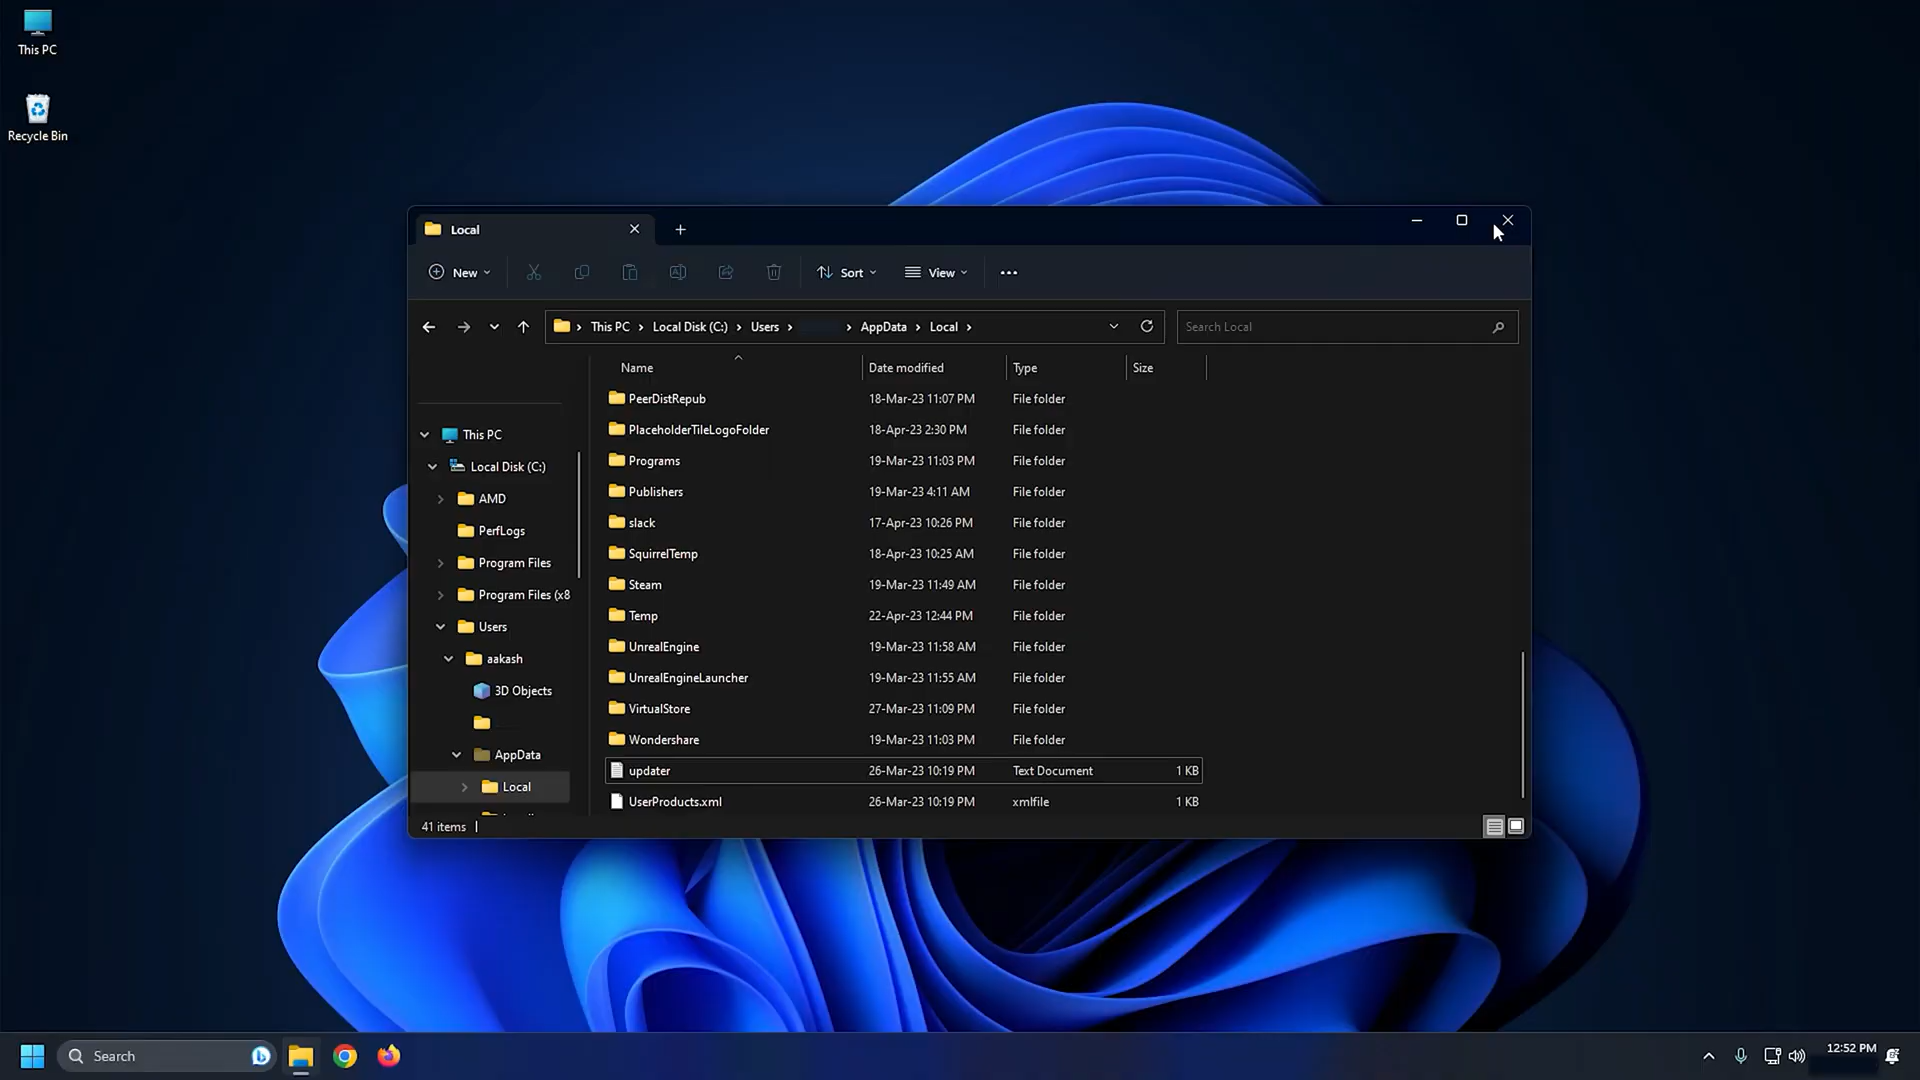 This PC
Recycle Bin
Local
New
Sort
View
This PC
Local Disk (C:)
Users
AppData
Local
Search Local
Name
Date modified
Type
Size
PeerDistRepub 18-Mar-23 11:07 PM File folder
PlaceholderTileLogoFolder 18-Apr-23 2:30 PM File folder
Programs 19-Mar-23 11:03 PM File folder
Publishers 19-Mar-23 4:11 AM File folder
slack 17-Apr-23 10:26 PM File folder
SquirrelTemp 18-Apr-23 10:25 AM File folder
Steam 19-Mar-23 11:49 AM File folder
Temp 22-Apr-23 12:44 PM File folder
UnrealEngine 19-Mar-23 11:58 AM File folder
UnrealEngineLauncher 19-Mar-23 11:55 AM File folder
VirtualStore 27-Mar-23 11:09 PM File folder
Wondershare 19-Mar-23 11:03 PM File folder
updater 26-Mar-23 10:19 PM Text Document 1 KB
UserProducts.xml 26-Mar-23 10:19 PM xmlfile 1 KB
This PC
Local Disk (C:)
AMD
PerfLogs
Program Files
Program Files (x8
Users
aakash
3D Objects
AppData
Local
41 items
Search
12:52 PM